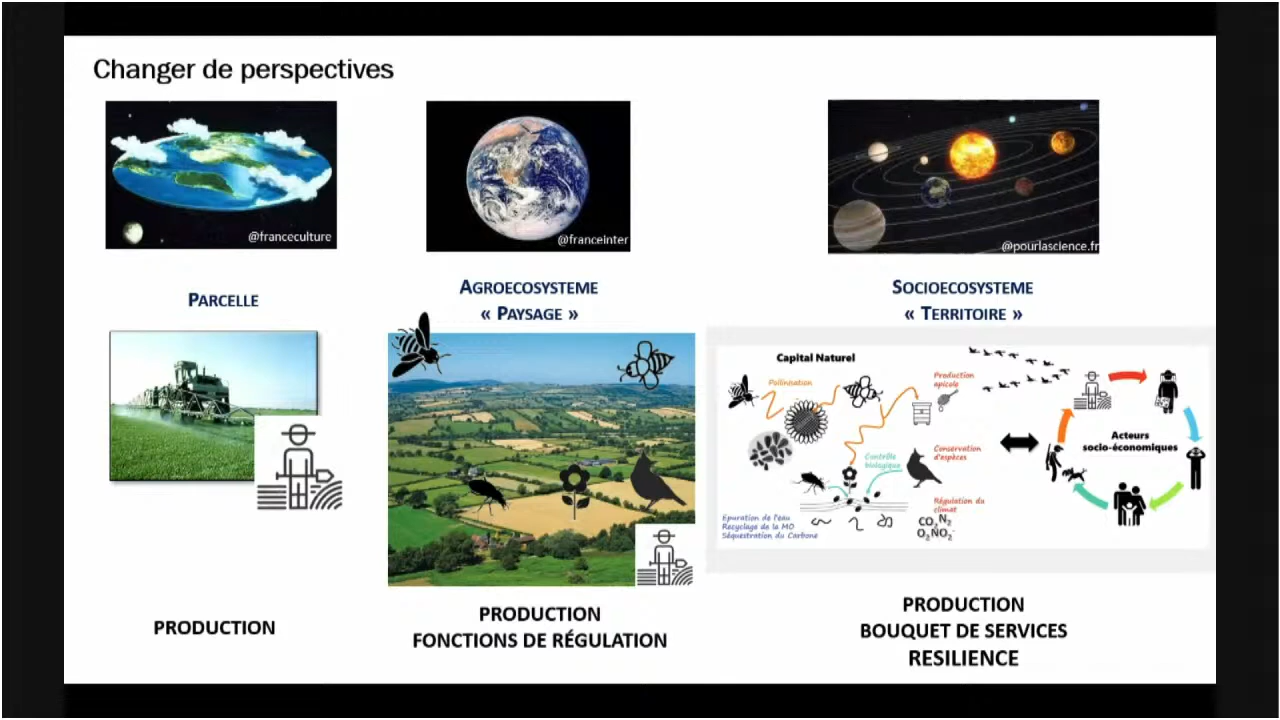 Changer de perspectives
@franceculture
@franceinter
@pourlascience.fr
PARCELLE
AGROECOSYSTEME
« PAYSAGE »
SOCIOECOSYSTEME
« TERRITOIRE »
Capital Naturel
Pollinisation
Production
apicole
Contrôle
biologique
Conservation
d'espèces
Régulation du
climat
CO2 N2
O2 NO2-
Epuration de l'eau
Recyclage de la MO
Séquestration du Carbone
Acteurs
socio-économiques
PRODUCTION
PRODUCTION
FONCTIONS DE RÉGULATION
PRODUCTION
BOUQUET DE SERVICES
RESILIENCE